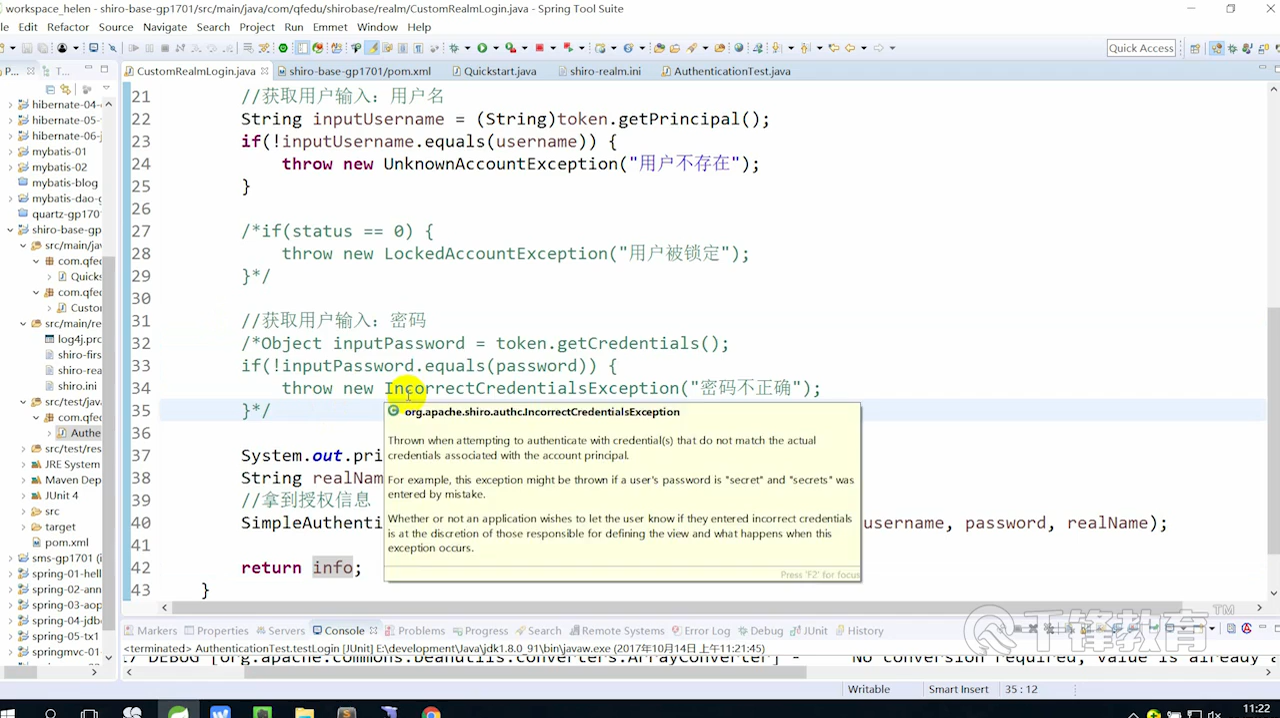 workspace_helen - shiro-base-gp1701/src/main/java/com/qfedu/shirobase/realm/CustomRealmLogin.java - Spring Tool Suite
Edit Refactor Source Navigate Search Project Run Emmet Window Help
Quick Access
P... T...
CustomRealmLogin.java shiro-base-gp1701/pom.xml Quickstart.java shiro-realm.ini AuthenticationTest.java
hibernate-04-
hibernate-05-
hibernate-06-
mybatis-01
mybatis-02
mybatis-blog
mybatis-dao-
quartz-gp170
shiro-base-gp
src/main/jav
com.qfe
Quicks
com.qfe
Custo
src/main/re
log4j.prc
shiro-firs
shiro-rea
shiro.ini
src/test/java
com.qfe
Authe
src/test/res
JRE System
Maven Dep
JUnit 4
src
target
pom.xml
sms-gp1701 (i
spring-01-hell
spring-02-ann
spring-03-aop
spring-04-jdb
spring-05-tx1
springmvc-01
21 //获取用户输入：用户名
22 String inputUsername = (String)token.getPrincipal();
23 if(!inputUsername.equals(username)) {
24 throw new UnknownAccountException("用户不存在");
25 }
26
27 /*if(status == 0) {
28 throw new LockedAccountException("用户被锁定");
29 }*/
30
31 //获取用户输入：密码
32 /*Object inputPassword = token.getCredentials();
33 if(!inputPassword.equals(password)) {
34 throw new IncorrectCredentialsException("密码不正确");
35 }*/
36
37 System.out.pri
38 String realNam
39 //拿到授权信息
40 SimpleAuthenti username, password, realName);
41
42 return info;
43 }
org.apache.shiro.authc.IncorrectCredentialsException
Thrown when attempting to authenticate with credential(s) that do not match the actual
credentials associated with the account principal.
For example, this exception might be thrown if a user's password is "secret" and "secrets" was
entered by mistake.
Whether or not an application wishes to let the user know if they entered incorrect credentials
is at the discretion of those responsible for defining the view and what happens when this
exception occurs.
Press 'F2' for focus
千锋教育 TM
Markers Properties Servers Console Problem Search Remote Systems Error Log Debug JUnit History
<terminated> AuthenticationTest.testLogin [JUnit] E:\development\Java\jdk1.8.0_91\bin\javaw.exe (2017年10月14日 上午11:21:45)
DEBUG [org.apache.commons.beanutils.converters.ArrayConverter] - No conversion required, value is already a
Writable Smart Insert 35 : 12
11:22